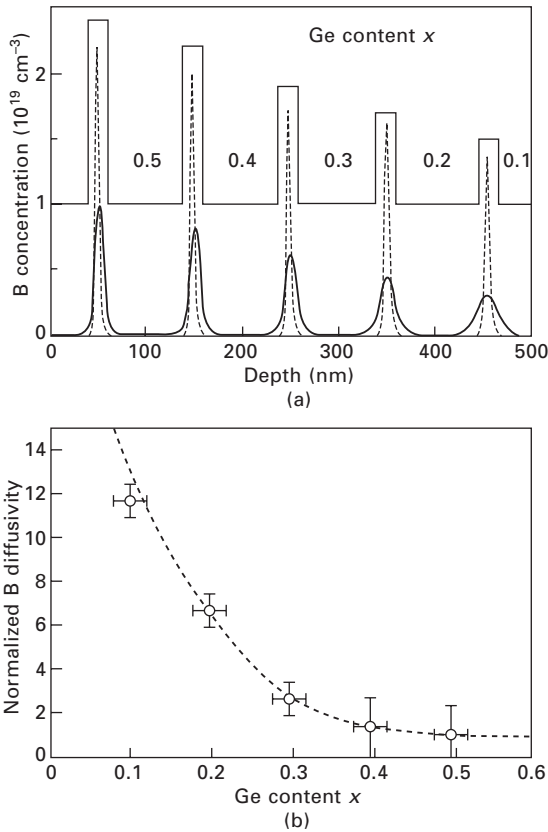 Ge content x
B concentration (10¹⁹ cm⁻³)
2
1
0
0.5 0.4 0.3 0.2 0.1
0 100 200 300 400 500
Depth (nm)
(a)
Normalized B diffusivity
14
12
10
8
6
4
2
0
0 0.1 0.2 0.3 0.4 0.5 0.6
Ge content x
(b)